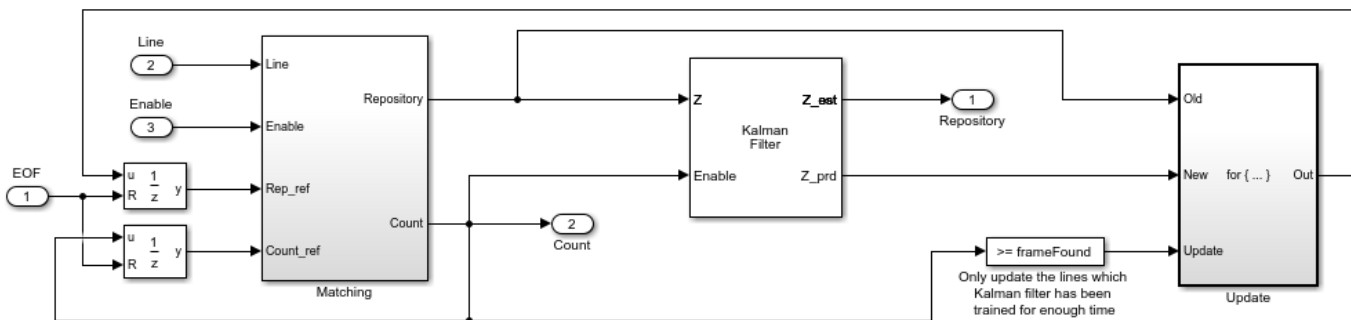 Line
2
Enable
3
EOF
1
u
R
1
z
y
u
R
1
z
y
Line
Enable
Rep_ref
Count_ref
Repository
Count
Matching
2
Count
Z
Enable
Kalman
Filter
Z_est
Z_prd
1
Repository
>= frameFound
Only update the lines which
Kalman filter has been
trained for enough time
Old
New
Update
for { ... }
Out
Update